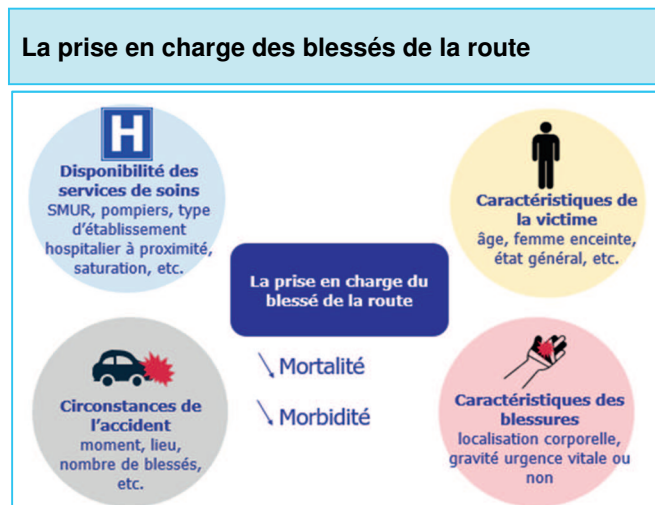 La prise en charge des blessés de la route
H
Disponibilité des
services de soins
SMUR, pompiers, type
d'établissement
hospitalier à proximité,
saturation, etc.
Caractéristiques de
la victime
âge, femme enceinte,
état général, etc.
La prise en charge du
blessé de la route
↘ Mortalité
↘ Morbidité
Circonstances de
l'accident
moment, lieu,
nombre de blessés,
etc.
Caractéristiques des
blessures
localisation corporelle,
gravité urgence vitale ou
non